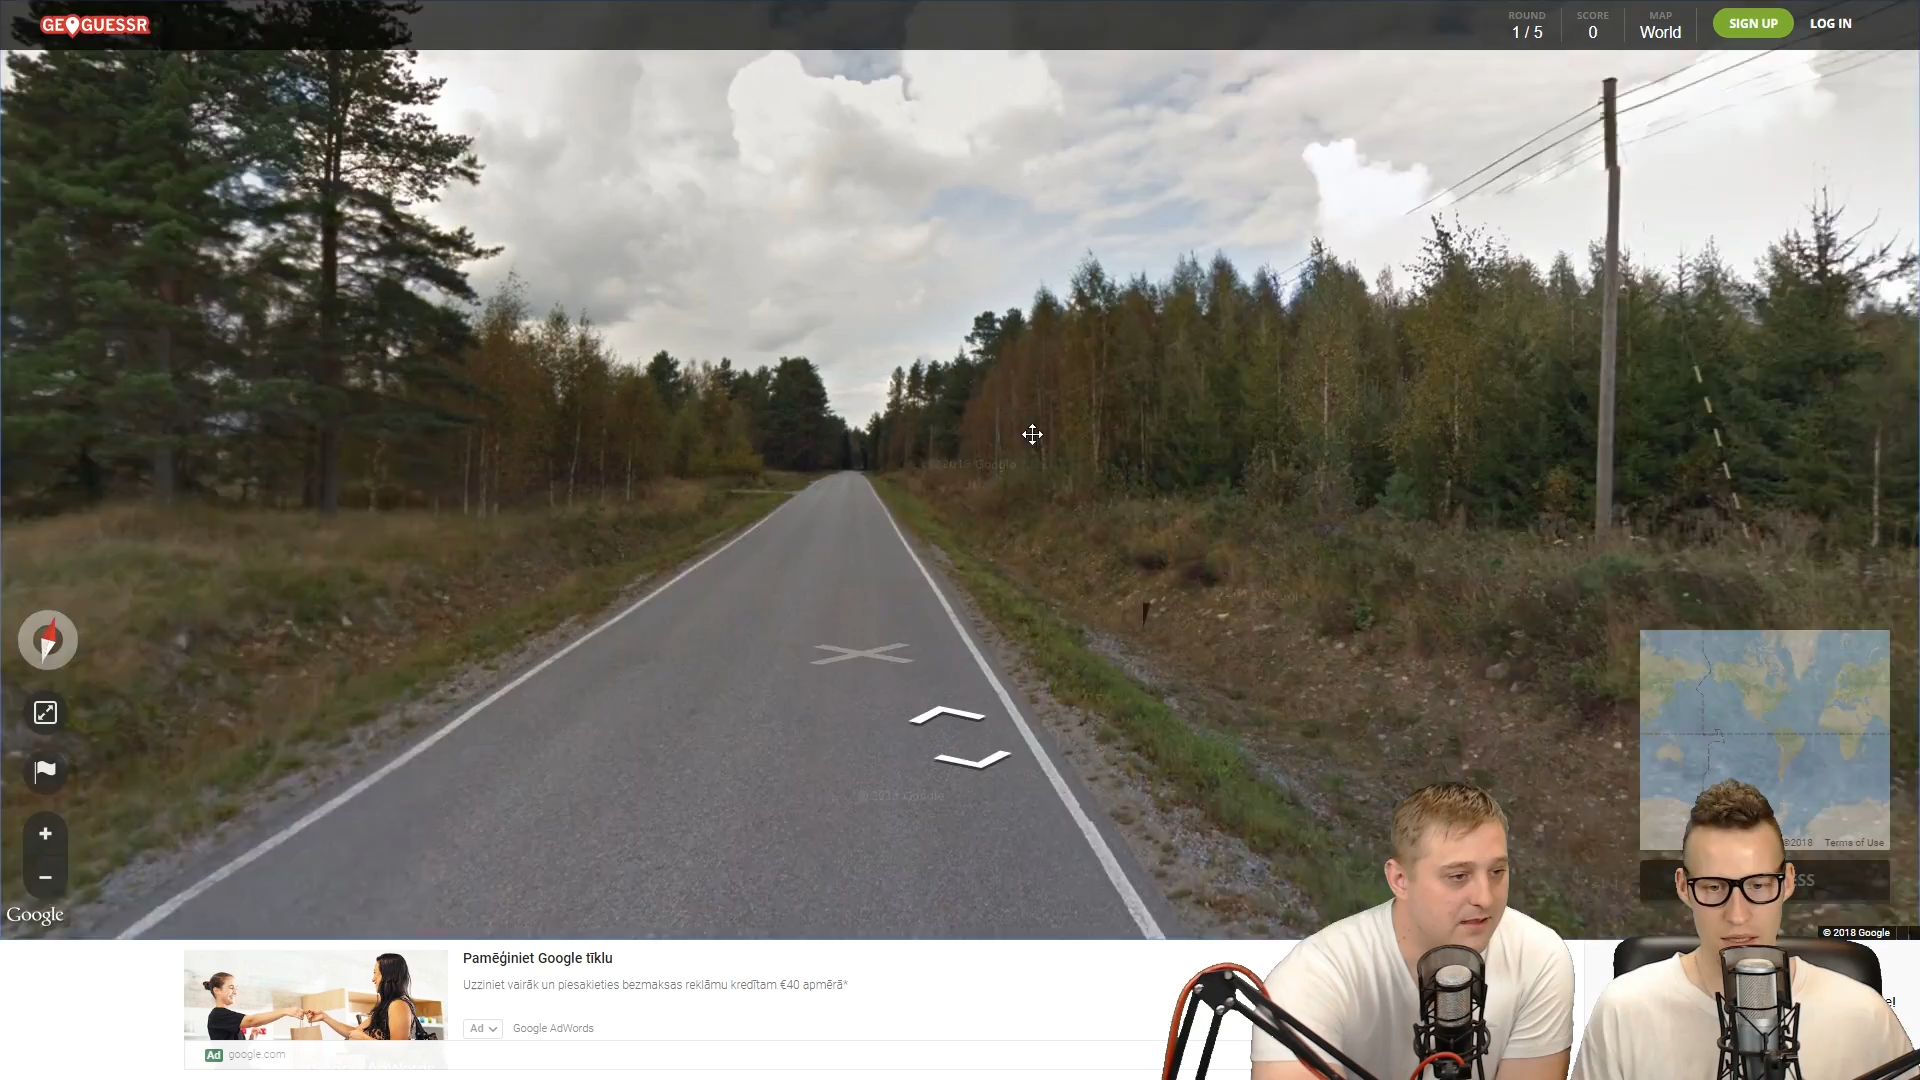 GEOGUESSR
ROUND
1 / 5
SCORE
0
MAP
World
SIGN UP
LOG IN
Google
©2018 Terms of Use
© 2018 Google
Pamēģiniet Google tīklu
Uzziniet vairāk un piesakieties bezmaksas reklāmu kredītam €40 apmērā*
Ad
Google AdWords
Ad google.com